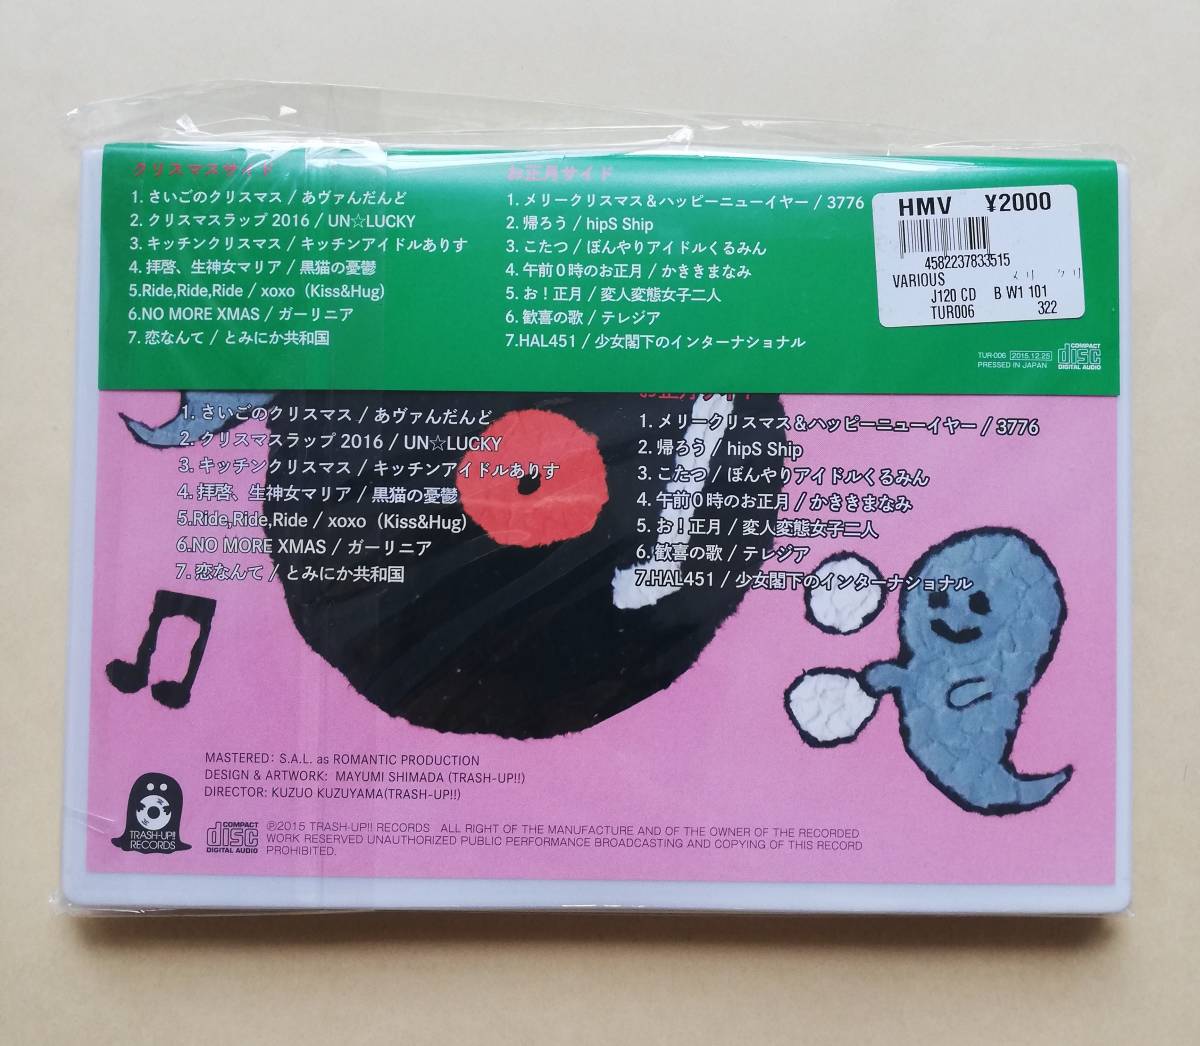 クリスマスサイド
1. さいごのクリスマス / あヴァんだんど
2. クリスマスラップ 2016 / UN☆LUCKY
3. キッチンクリスマス / キッチンアイドルありす
4. 拝啓、生神女マリア / 黒猫の憂鬱
5.Ride,Ride,Ride / xoxo（Kiss&Hug)
6.NO MORE XMAS / ガーリニア
7. 恋なんて / とみにか共和国
お正月サイド
1. メリークリスマス＆ハッピーニューイヤー / 3776
2. 帰ろう / hipS Ship
3. こたつ / ぼんやりアイドルくるみん
4. 午前０時のお正月 / かききまなみ
5. お！正月 / 変人変態女子二人
6. 歓喜の歌 / テレジア
7.HAL451 / 少女閣下のインターナショナル
HMV ¥2000
4582237833515
VARIOUS メリ クリ
J120 CD B W1 101
TUR006 322
TUR-006 2015.12.25
PRESSED IN JAPAN
COMPACT
disc
DIGITAL AUDIO
1. さいごのクリスマス / あヴァんだんど
2. クリスマスラップ 2016 / UN☆LUCKY
3. キッチンクリスマス / キッチンアイドルありす
4. 拝啓、生神女マリア / 黒猫の憂鬱
5.Ride,Ride,Ride / xoxo（Kiss&Hug)
6.NO MORE XMAS / ガーリニア
7. 恋なんて / とみにか共和国
お正月サイド
1. メリークリスマス＆ハッピーニューイヤー / 3776
2. 帰ろう / hipS Ship
3. こたつ / ぼんやりアイドルくるみん
4. 午前０時のお正月 / かききまなみ
5. お！正月 / 変人変態女子二人
6. 歓喜の歌 / テレジア
7.HAL451 / 少女閣下のインターナショナル
MASTERED: S.A.L. as ROMANTIC PRODUCTION
DESIGN & ARTWORK: MAYUMI SHIMADA (TRASH-UP!!)
DIRECTOR: KUZUO KUZUYAMA(TRASH-UP!!)
TRASH-UP!!
RECORDS
COMPACT
disc
DIGITAL AUDIO
℗2015 TRASH-UP!! RECORDS ALL RIGHT OF THE MANUFACTURE AND OF THE OWNER OF THE RECORDED
WORK RESERVED UNAUTHORIZED PUBLIC PERFORMANCE BROADCASTING AND COPYING OF THIS RECORD
PROHIBITED.